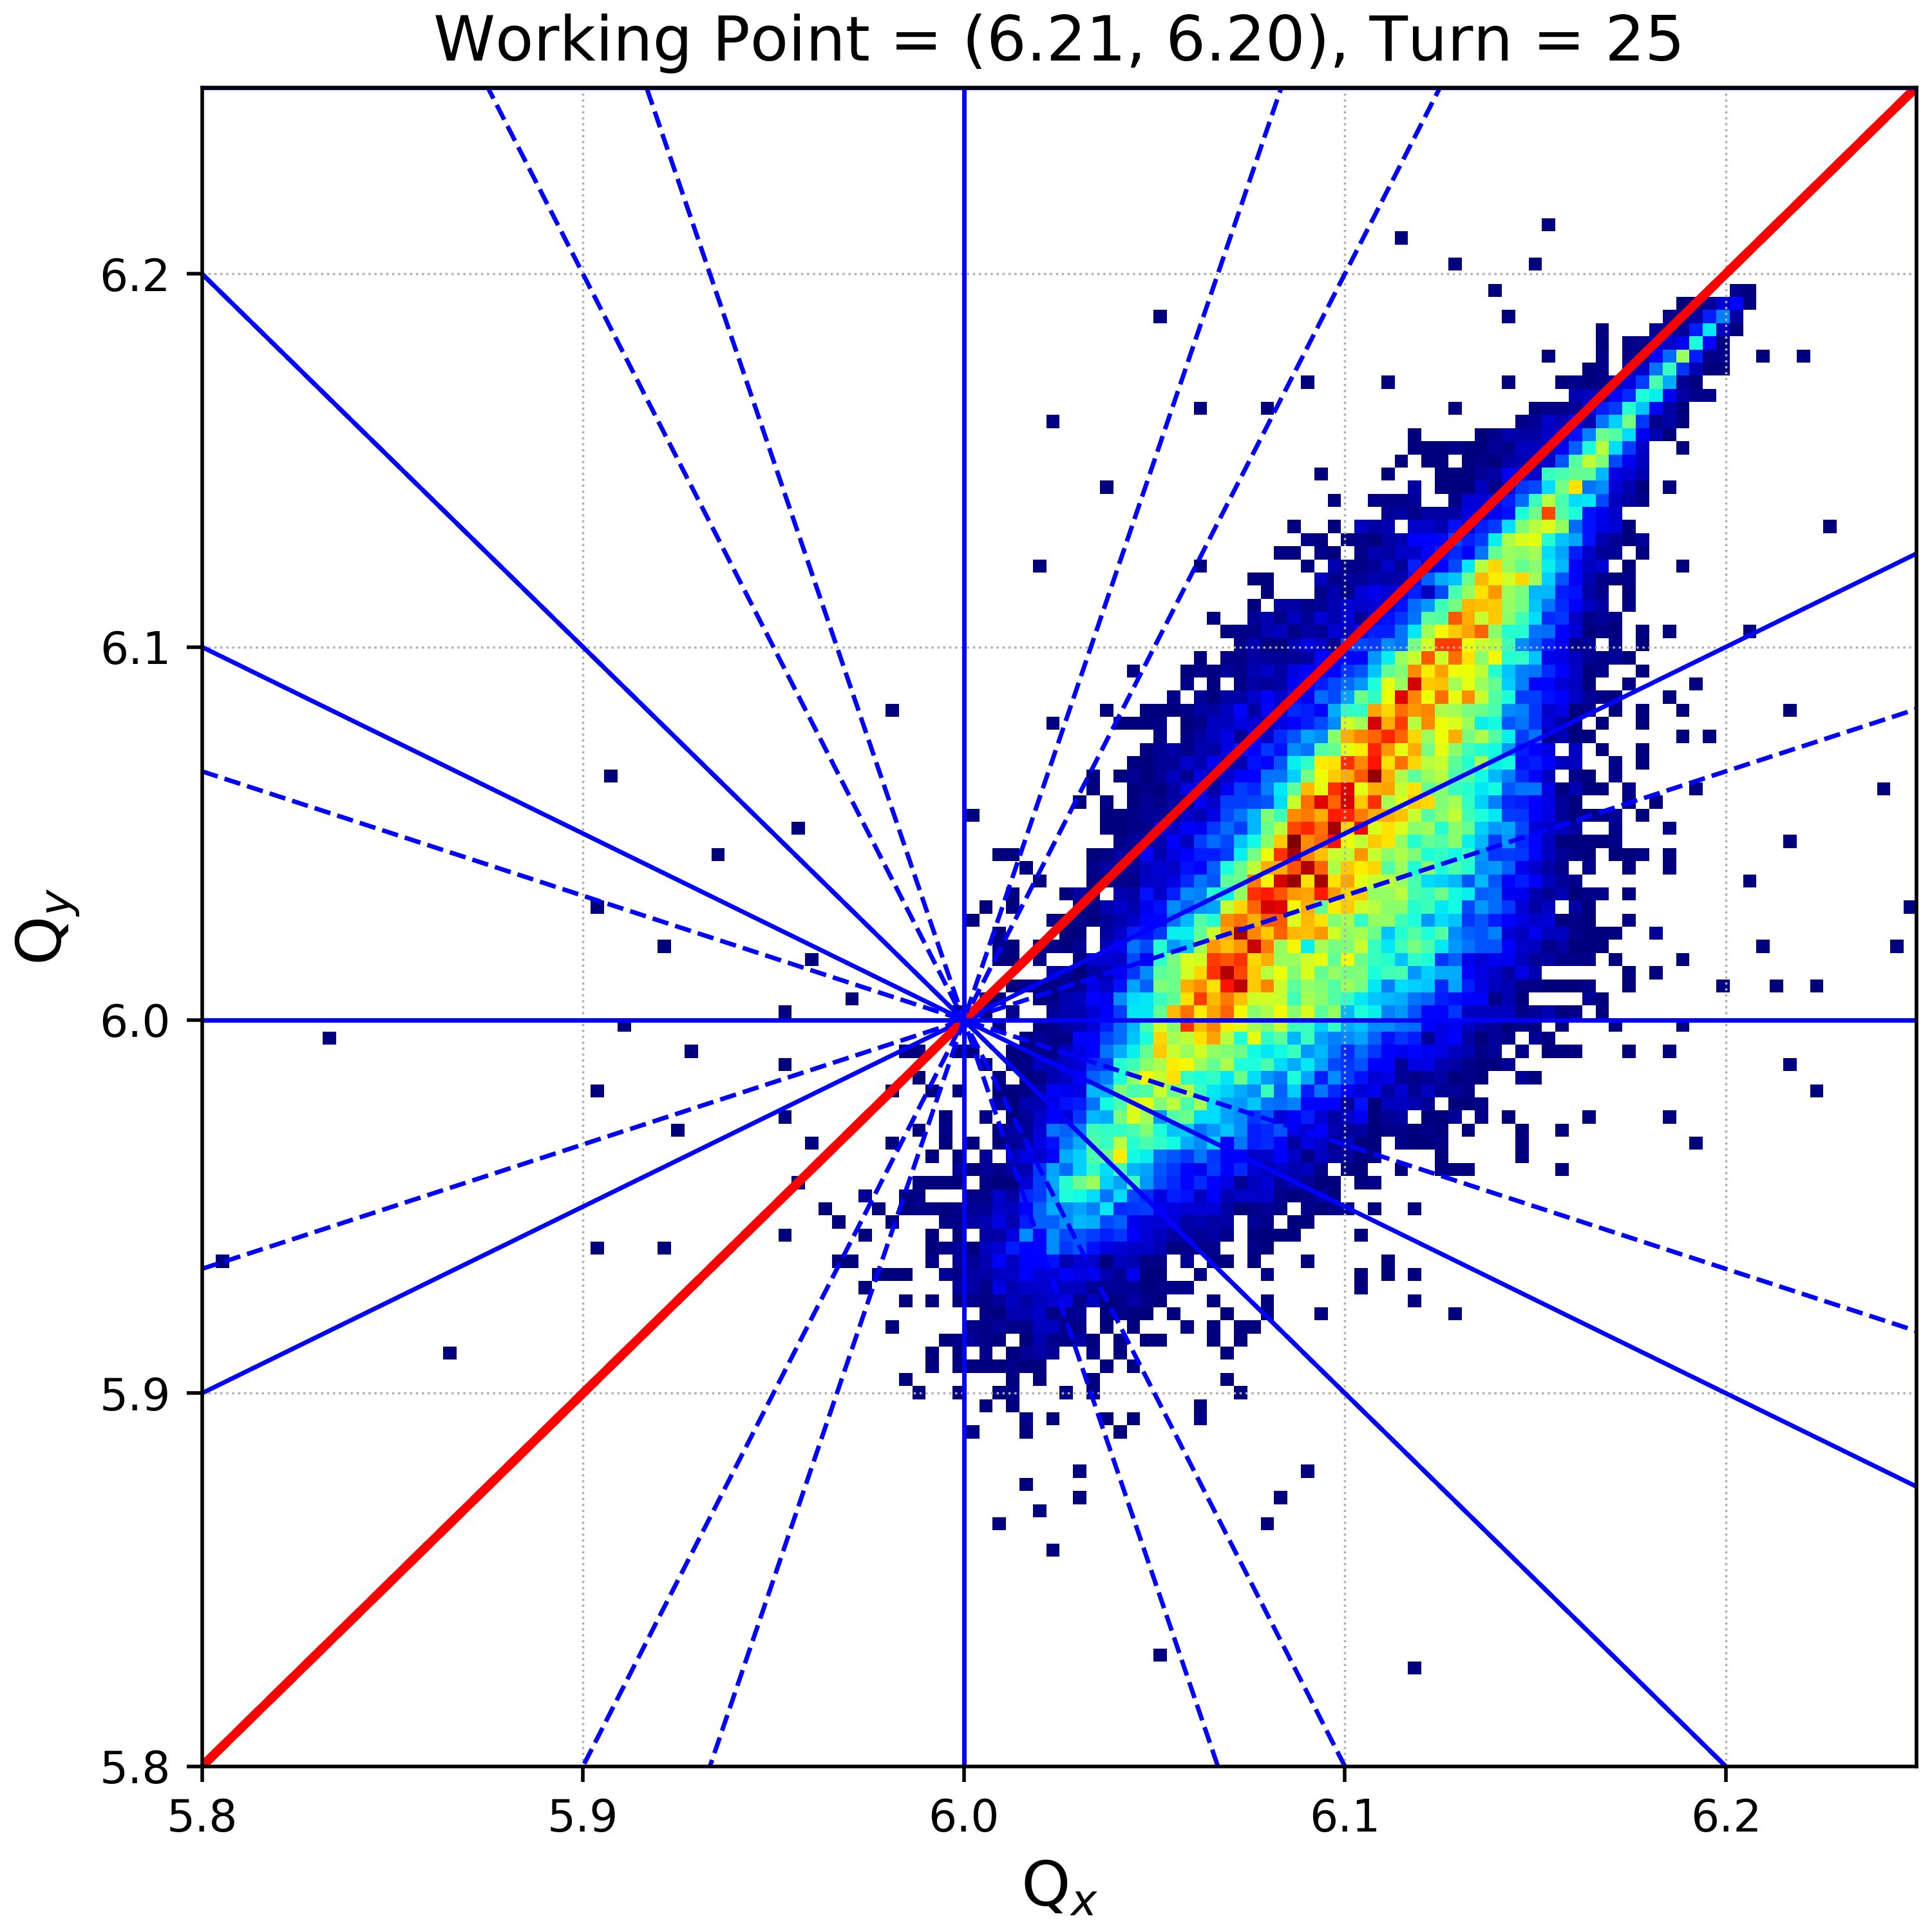 Working Point = (6.21, 6.20), Turn = 25
6.2
6.1
6.0
5.9
5.8
Qy
5.8 5.9 6.0 6.1 6.2
Qx